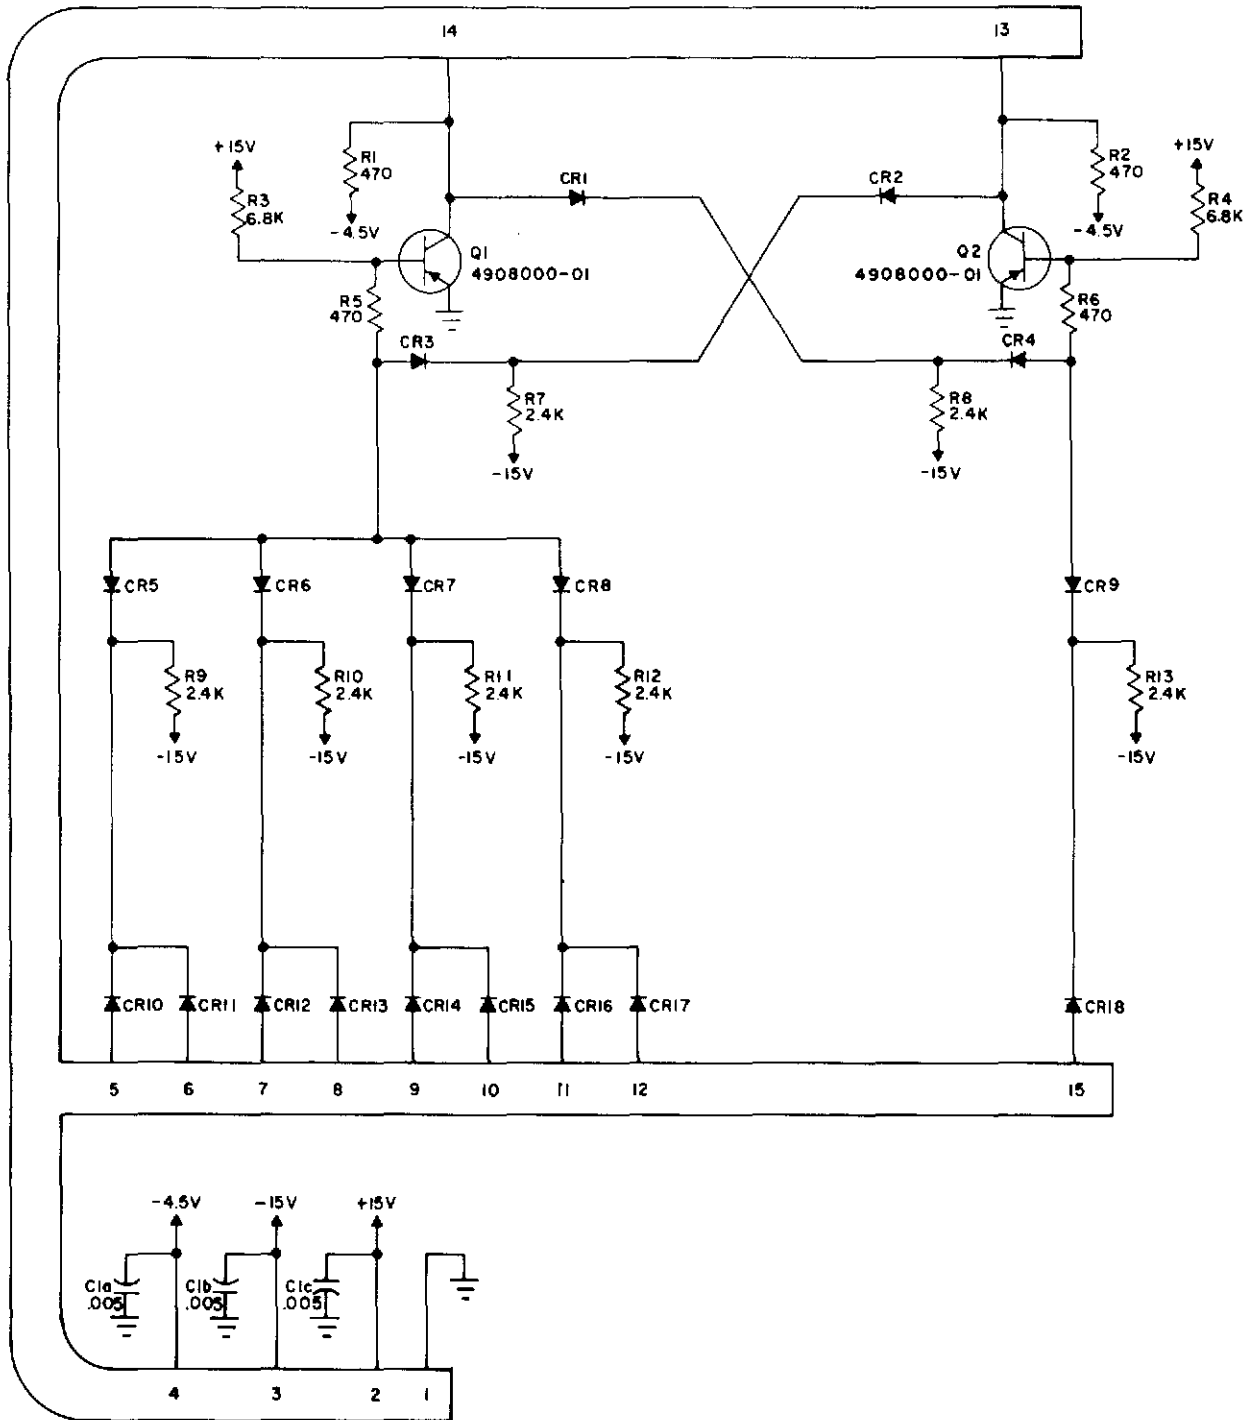 14
13
+15V
R3
6.8K
R1
470
-4.5V
CR1
CR2
R2
470
-4.5V
+15V
R4
6.8K
Q1
4908000-01
Q2
4908000-01
R5
470
R6
470
CR3
CR4
R7
2.4K
-15V
R8
2.4K
-15V
CR5
CR6
CR7
CR8
CR9
R9
2.4K
-15V
R10
2.4K
-15V
R11
2.4K
-15V
R12
2.4K
-15V
R13
2.4K
-15V
CR10
CR11
CR12
CR13
CR14
CR15
CR16
CR17
CR18
5 6 7 8 9 10 11 12 15
-4.5V
-15V
+15V
C1a
.005
C1b
.005
C1c
.005
4 3 2 1